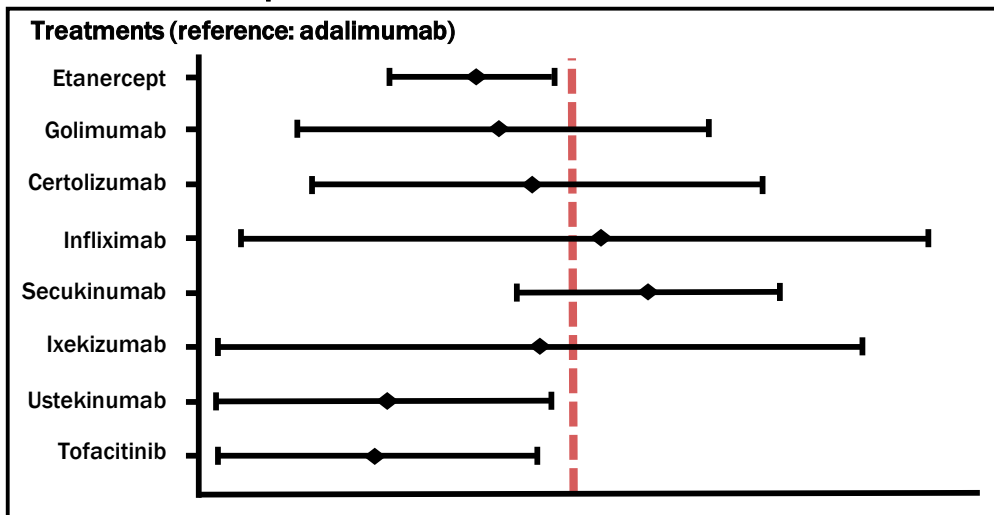 Treatments (reference: adalimumab)
Etanercept
Golimumab
Certolizumab
Infliximab
Secukinumab
Ixekizumab
Ustekinumab
Tofacitinib